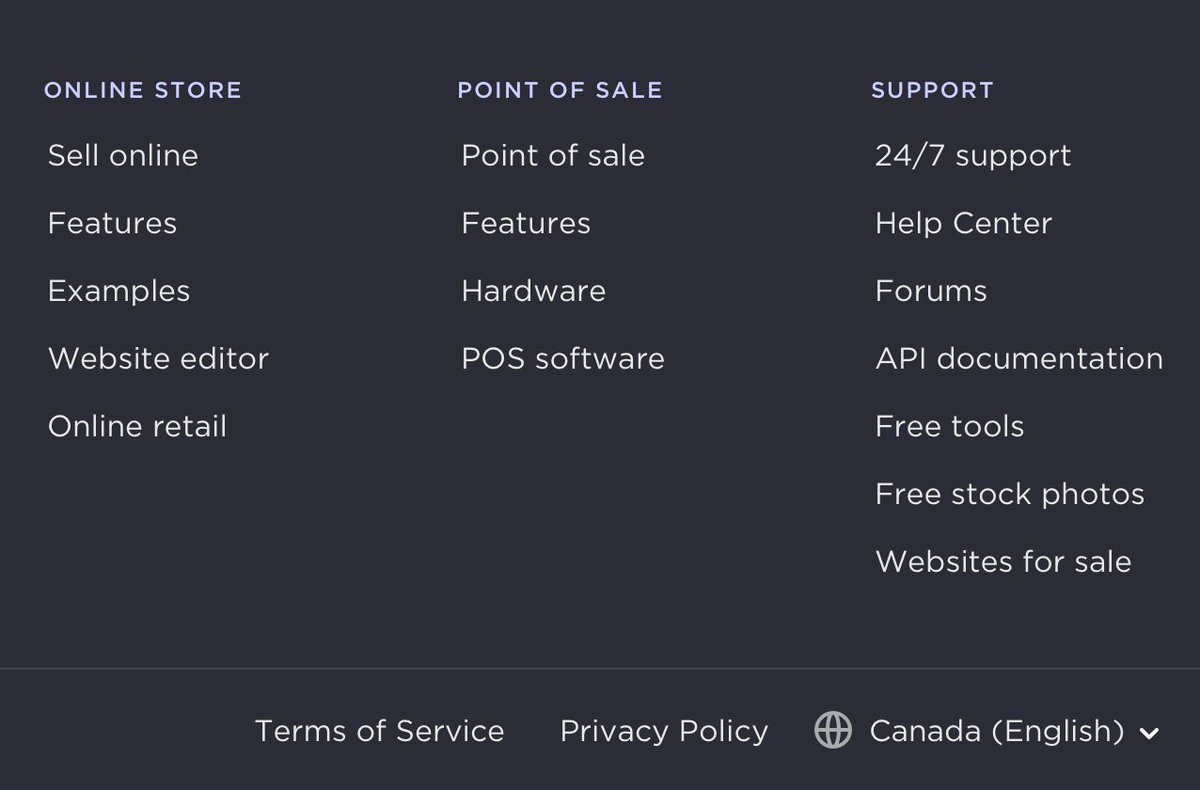 ONLINE STORE
Sell online
Features
Examples
Website editor
Online retail
POINT OF SALE
Point of sale
Features
Hardware
POS software
SUPPORT
24/7 support
Help Center
Forums
API documentation
Free tools
Free stock photos
Websites for sale
Terms of Service
Privacy Policy
Canada (English)